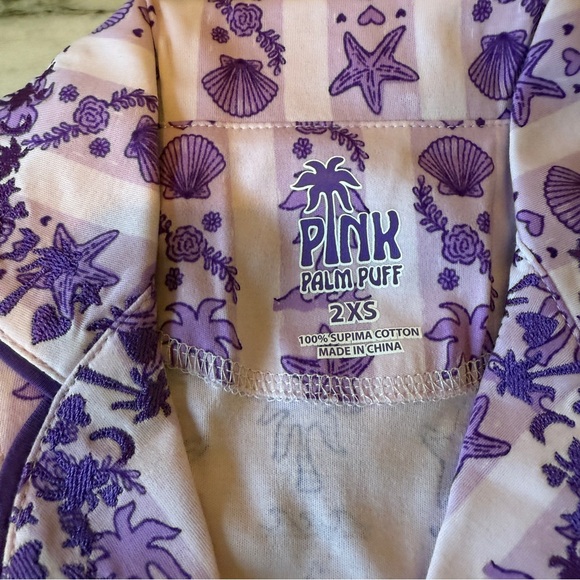 PINK
PALM PUFF
2XS
100% SUPIMA COTTON
MADE IN CHINA